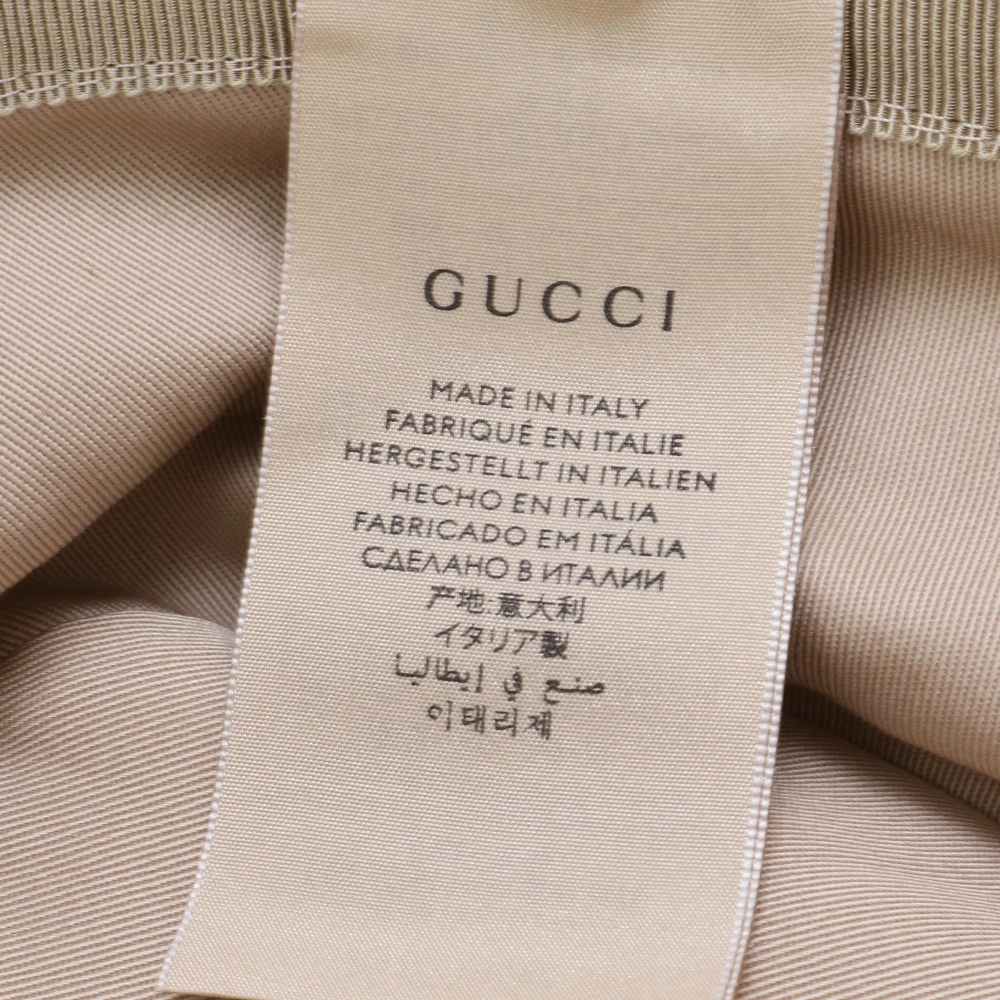 GUCCI
MADE IN ITALY
FABRIQUÉ EN ITALIE
HERGESTELLT IN ITALIEN
HECHO EN ITALIA
FABRICADO EM ITÁLIA
СДЕЛАНО В ИТАЛИИ
产地:意大利
イタリア製
صنع في إيطاليا
이태리제